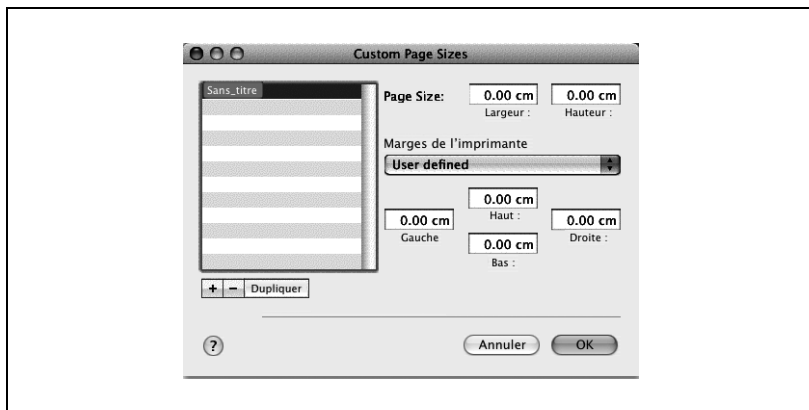 Custom Page Sizes
Sans_titre
Page Size:
0.00 cm
0.00 cm
Largeur :
Hauteur :
Marges de l'imprimante
User defined
0.00 cm
Haut :
0.00 cm
Gauche
0.00 cm
Droite :
0.00 cm
Bas :
+ − Dupliquer
?
Annuler
OK